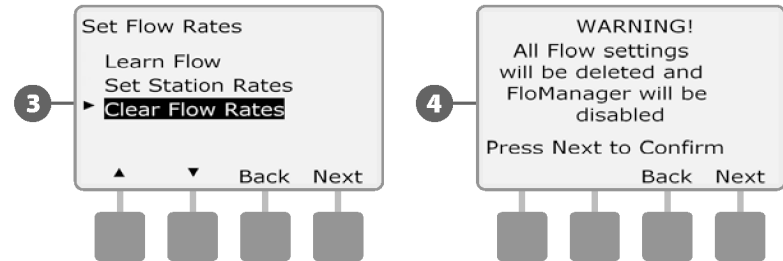 3
Set Flow Rates
Learn Flow
Set Station Rates
► Clear Flow Rates
▲ ▼ Back Next
4
WARNING!
All Flow settings
will be deleted and
FloManager will be
disabled
Press Next to Confirm
Back Next